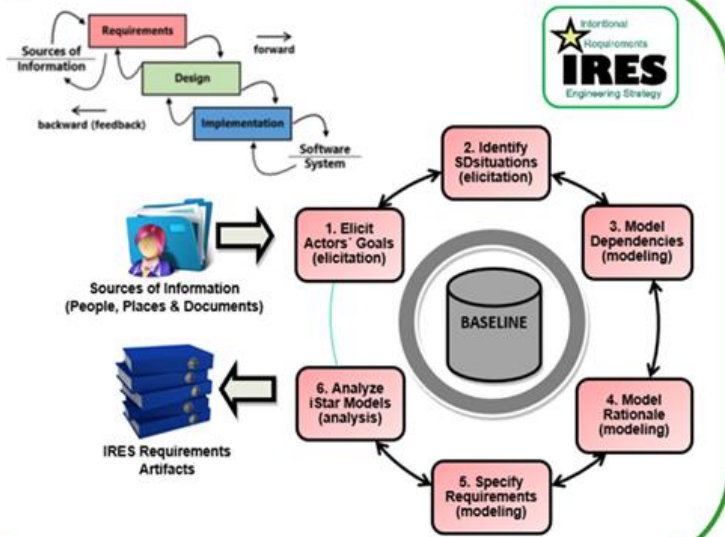 Requirements
Sources of
Information
forward
Design
backward (feedback)
Implementation
Software
System
Intentional
Requirements
IRES
Engineering Strategy
2. Identify
SDsituations
(elicitation)
1. Elicit
Actors´ Goals
(elicitation)
3. Model
Dependencies
(modeling)
Sources of Information
(People, Places & Documents)
BASELINE
6. Analyze
iStar Models
(analysis)
4. Model
Rationale
(modeling)
IRES Requirements
Artifacts
5. Specify
Requirements
(modeling)